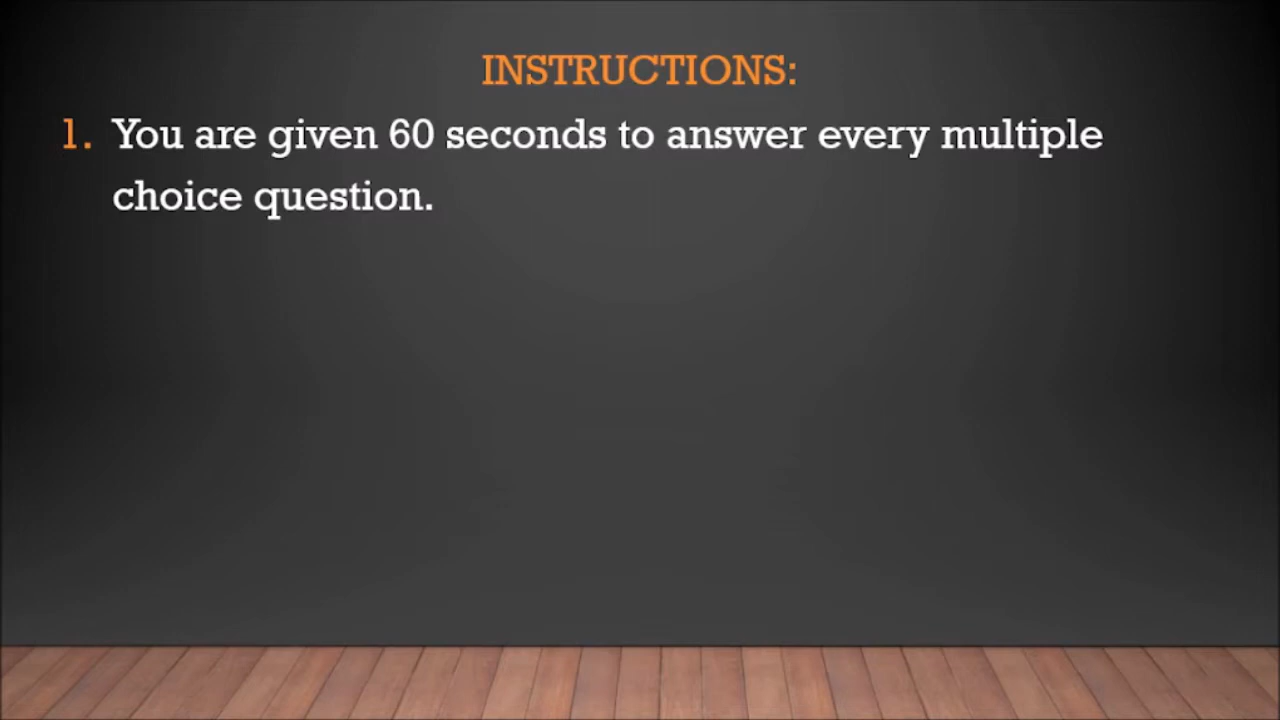 INSTRUCTIONS:
1. You are given 60 seconds to answer every multiple
choice question.